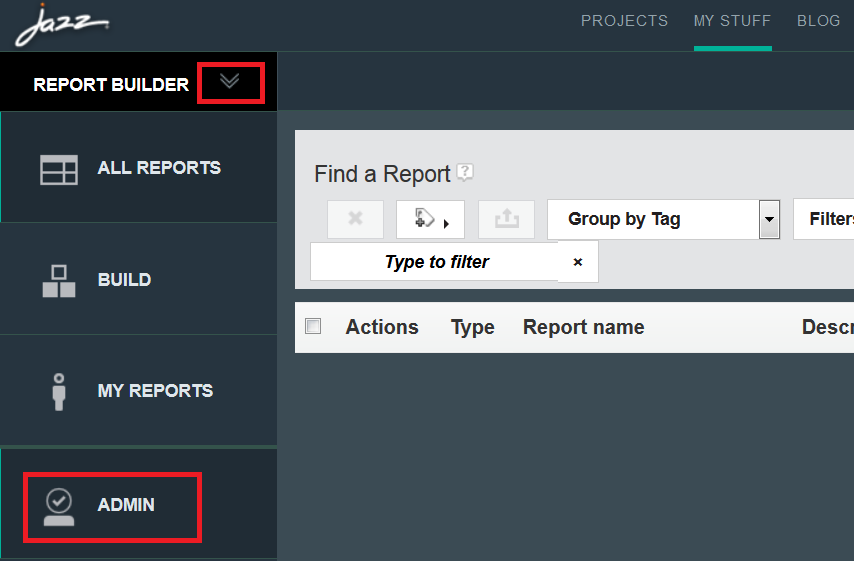 jazz
PROJECTS MY STUFF BLOG
REPORT BUILDER
ALL REPORTS
BUILD
MY REPORTS
ADMIN
Find a Report ?
Group by Tag
Filter
Type to filter ×
Actions Type Report name Descr